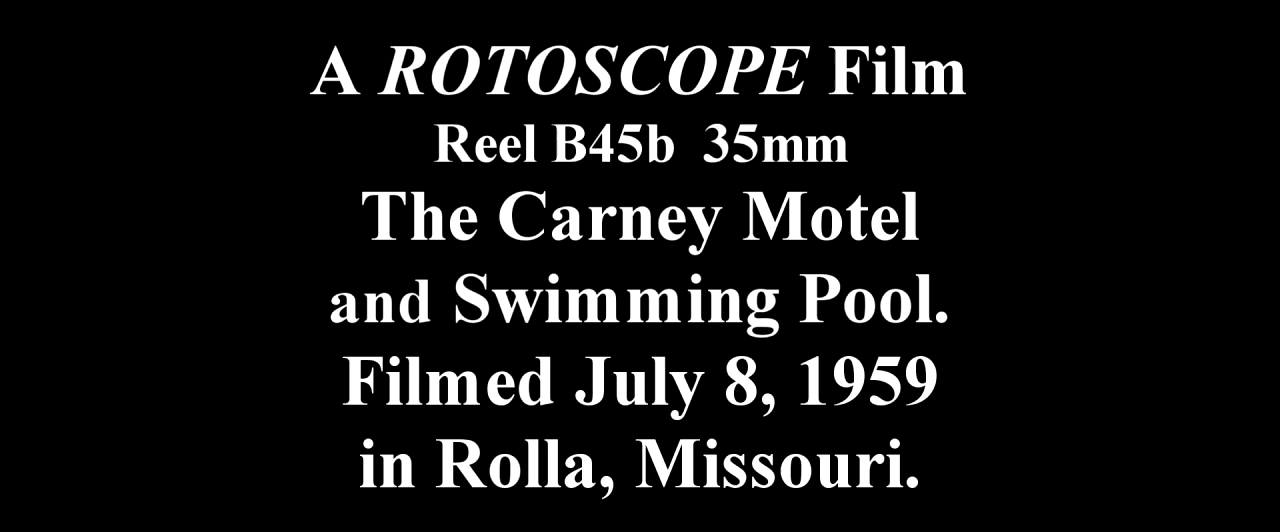 A ROTOSCOPE Film
Reel B45b 35mm
The Carney Motel
and Swimming Pool.
Filmed July 8, 1959
in Rolla, Missouri.